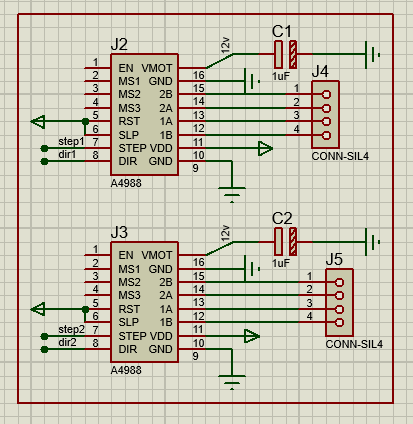 J2
12v
C1
1uF
1 EN VMOT 16
2 MS1 GND 15
3 MS2 2B 14
4 MS3 2A 13
5 RST 1A 12
6 SLP 1B 11
step1 7 STEP VDD 10
dir1 8 DIR GND 9
A4988
J4
1
2
3
4
CONN-SIL4
J3
12v
C2
1uF
1 EN VMOT 16
2 MS1 GND 15
3 MS2 2B 14
4 MS3 2A 13
5 RST 1A 12
6 SLP 1B 11
step2 7 STEP VDD 10
dir2 8 DIR GND 9
A4988
J5
1
2
3
4
CONN-SIL4